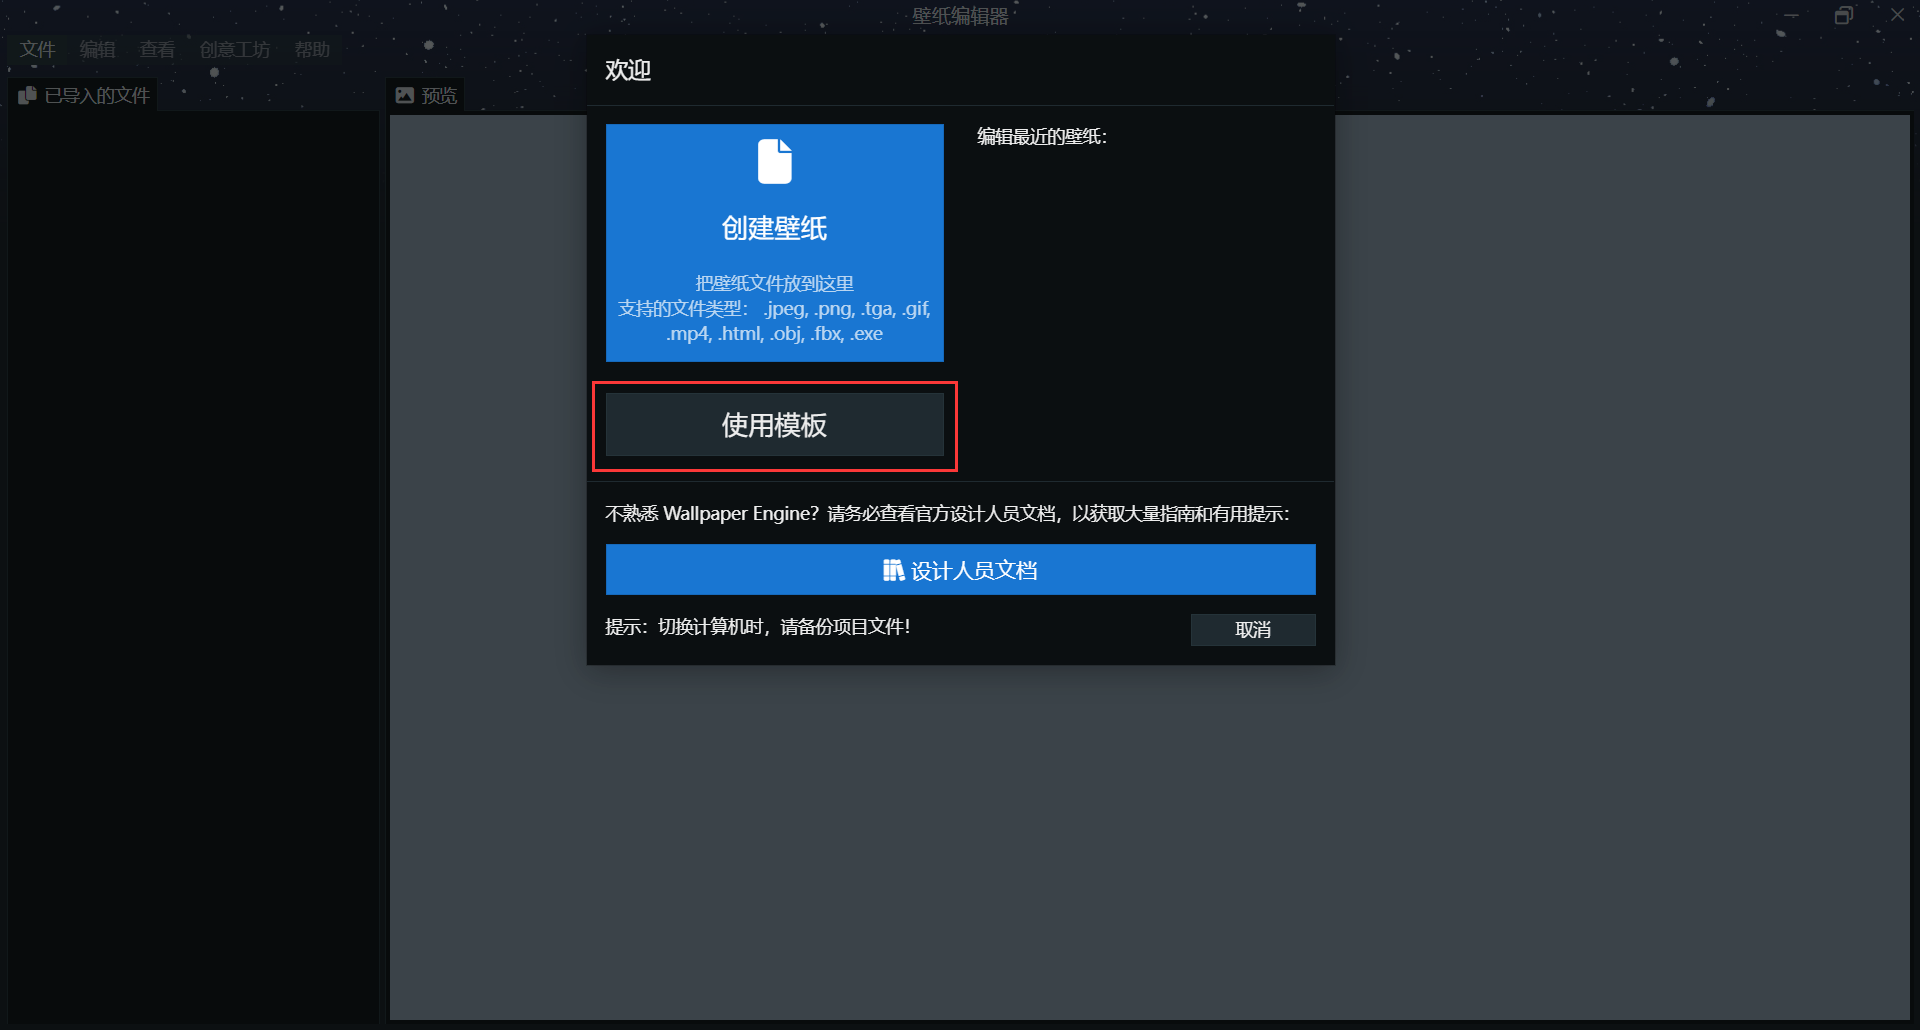 壁纸编辑器
文件 编辑 查看 创意工坊 帮助
已导入的文件
预览
欢迎
创建壁纸
把壁纸文件放到这里
支持的文件类型： .jpeg, .png, .tga, .gif,
.mp4, .html, .obj, .fbx, .exe
编辑最近的壁纸：
使用模板
不熟悉 Wallpaper Engine？请务必查看官方设计人员文档，以获取大量指南和有用提示：
设计人员文档
提示：切换计算机时，请备份项目文件！
取消